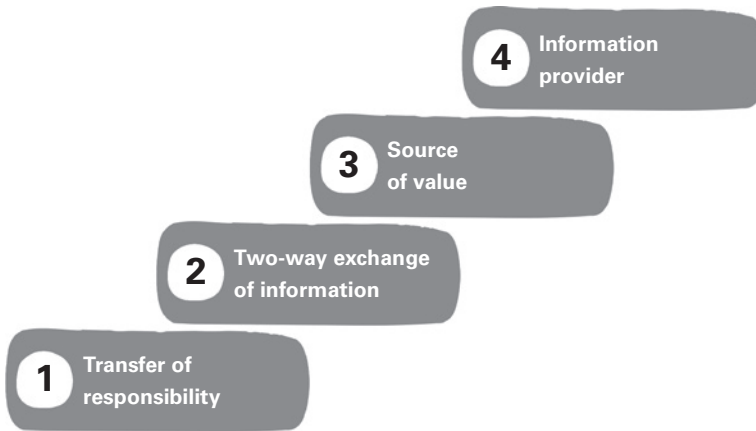 4
Information
provider
3
Source
of value
2
Two-way exchange
of information
1
Transfer of
responsibility